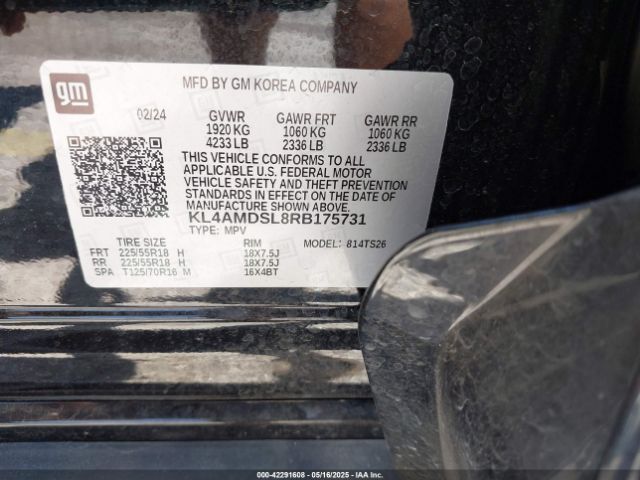 gm
MFD BY GM KOREA COMPANY
02/24 GVWR GAWR FRT GAWR RR
1920 KG 1060 KG 1060 KG
4233 LB 2336 LB 2336 LB
THIS VEHICLE CONFORMS TO ALL
APPLICABLE U.S. FEDERAL MOTOR
VEHICLE SAFETY AND THEFT PREVENTION
STANDARDS IN EFFECT ON THE DATE OF
MANUFACTURE SHOWN ABOVE.
KL4AMDSL8RB175731
TYPE: MPV MODEL: 814TS26
TIRE SIZE RIM
FRT 225/55R18 H 18X7.5J
RR 225/55R18 H 18X7.5J
SPA T125/70R16 M 16X4BT
000-42291608 | 05/16/2025 | IAAI.COM